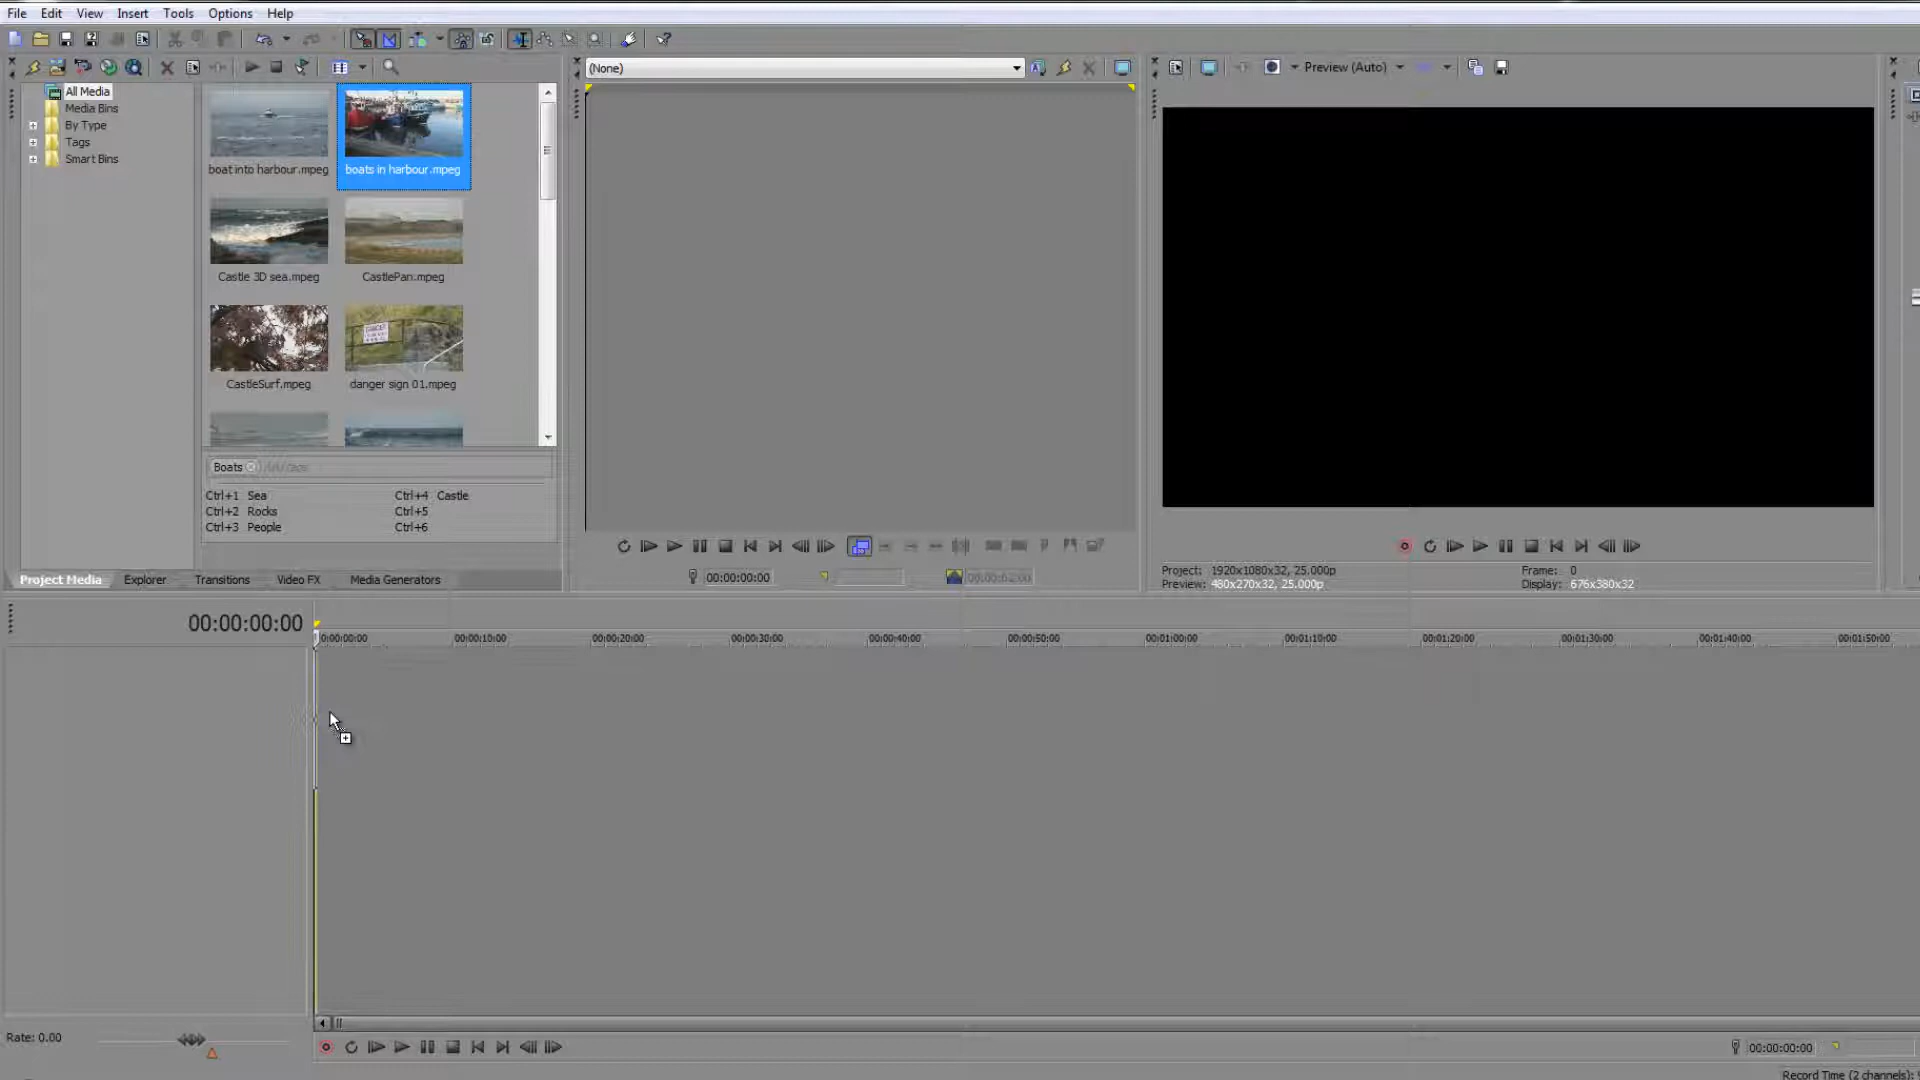 File Edit View Insert Tools Options Help
(None)
Preview (Auto)
All Media
Media Bins
By Type
Tags
Smart Bins
boat into harbour.mpeg
boats in harbour.mpeg
Castle 3D sea.mpeg
CastlePan.mpeg
DANGER
CastleSurf.mpeg
danger sign 01.mpeg
Boats
Ctrl+1 Sea
Ctrl+4 Castle
Ctrl+2 Rocks
Ctrl+5
Ctrl+3 People
Ctrl+6
Project Media
Explorer
Transitions
Video FX
Media Generators
00:00:00:00
00:00:02:00
Project: 1920x1080x32, 25.000p
Frame: 0
Preview: 480x270x32, 25.000p
Display: 676x380x32
00:00:00:00
0:00:00:00
00:00:10:00
00:00:20:00
00:00:30:00
00:00:40:00
00:00:50:00
00:01:00:00
00:01:10:00
00:01:20:00
00:01:30:00
00:01:40:00
00:01:50:00
Rate: 0.00
00:00:00:00
Record Time (2 channels):